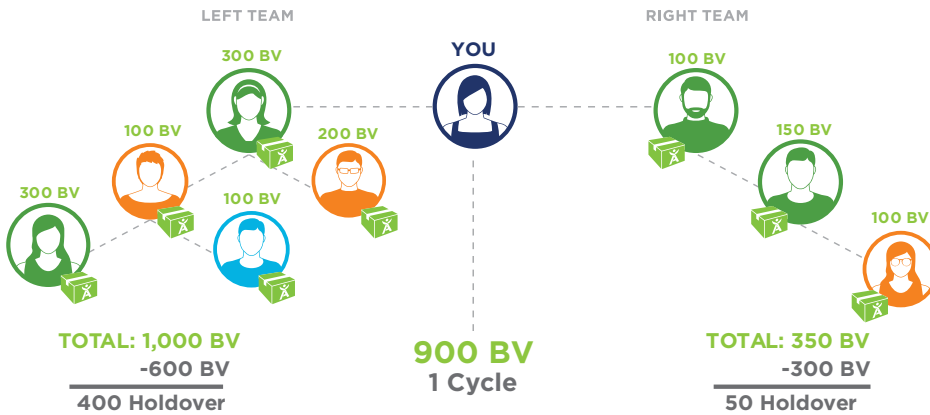 LEFT TEAM
RIGHT TEAM
YOU
300 BV
100 BV
100 BV
200 BV
150 BV
300 BV
100 BV
100 BV
TOTAL: 1,000 BV
-600 BV
400 Holdover
900 BV
1 Cycle
TOTAL: 350 BV
-300 BV
50 Holdover